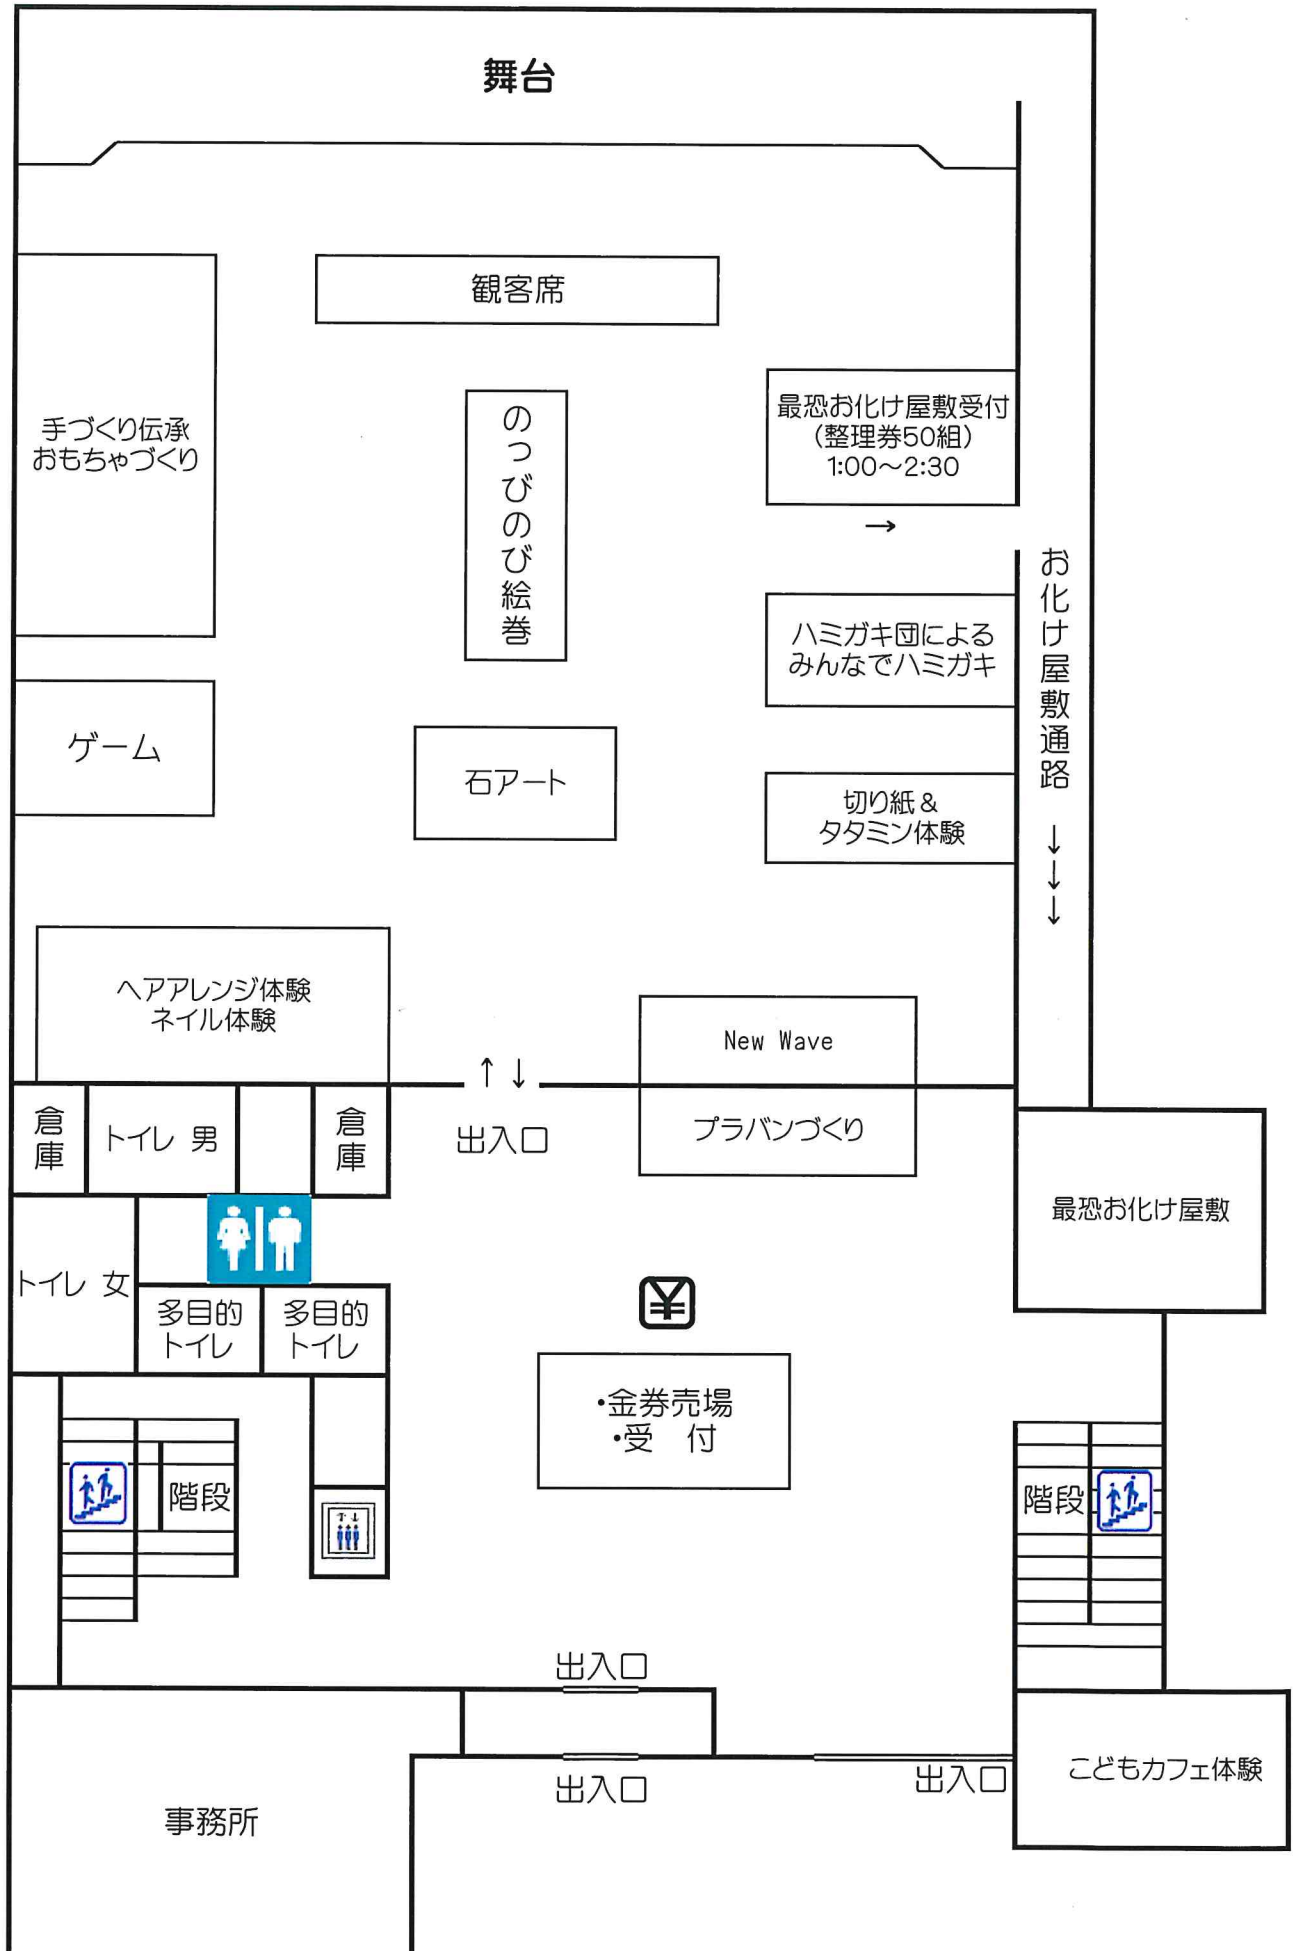 舞台
観客席
手づくり伝承
おもちゃづくり
のっびのび絵巻
最恐お化け屋敷受付
（整理券50組）
1:00～2:30
→
お化け屋敷通路
↓
↓
↓
ハミガキ団による
みんなでハミガキ
ゲーム
石アート
切り紙＆
タタミン体験
ヘアアレンジ体験
ネイル体験
New Wave
↑ ↓
出入口
プラバンづくり
倉庫
トイレ 男
倉庫
最恐お化け屋敷
トイレ 女
多目的
トイレ
多目的
トイレ
¥
・金券売場
・受　付
階段
階段
出入口
出入口
出入口
こどもカフェ体験
事務所